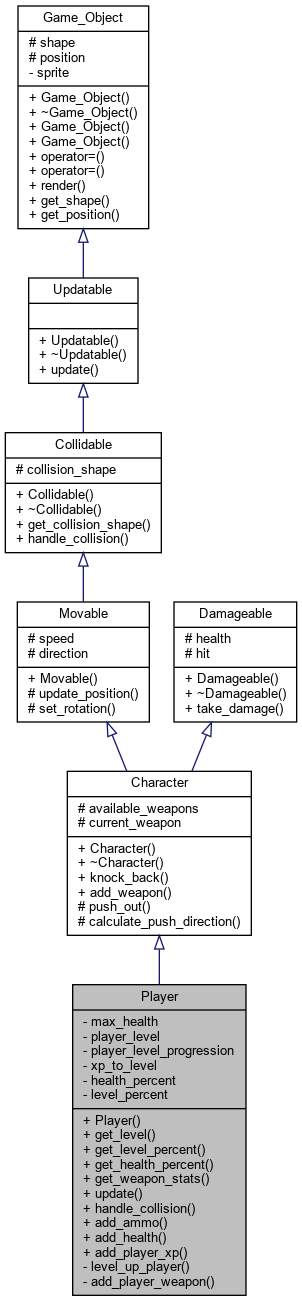 Game_Object
# shape
# position
- sprite
+ Game_Object()
+ ~Game_Object()
+ Game_Object()
+ Game_Object()
+ operator=()
+ operator=()
+ render()
+ get_shape()
+ get_position()
Updatable
+ Updatable()
+ ~Updatable()
+ update()
Collidable
# collision_shape
+ Collidable()
+ ~Collidable()
+ get_collision_shape()
+ handle_collision()
Movable
# speed
# direction
+ Movable()
# update_position()
# set_rotation()
Damageable
# health
# hit
+ Damageable()
+ ~Damageable()
+ take_damage()
Character
# available_weapons
# current_weapon
+ Character()
+ ~Character()
+ knock_back()
+ add_weapon()
# push_out()
# calculate_push_direction()
Player
- max_health
- player_level
- player_level_progression
- xp_to_level
- health_percent
- level_percent
+ Player()
+ get_level()
+ get_level_percent()
+ get_health_percent()
+ get_weapon_stats()
+ update()
+ handle_collision()
+ add_ammo()
+ add_health()
+ add_player_xp()
- level_up_player()
- add_player_weapon()